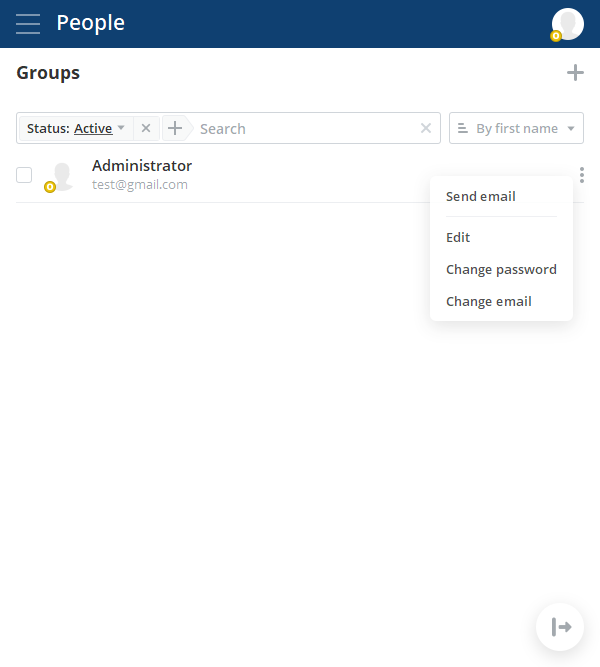 People
Groups
Status: Active
Search
By first name
Administrator
test@gmail.com
Send email
Edit
Change password
Change email